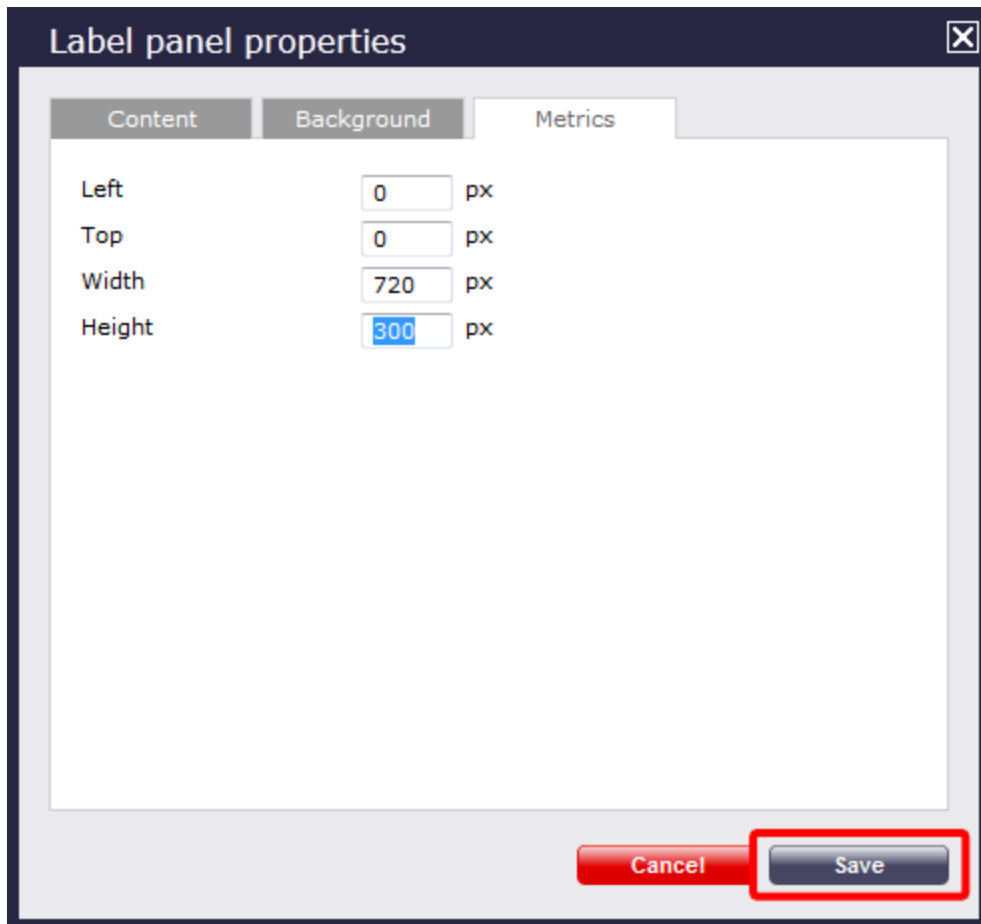 Label panel properties
Content Background Metrics
Left 0 px
Top 0 px
Width 720 px
Height 300 px
Cancel Save